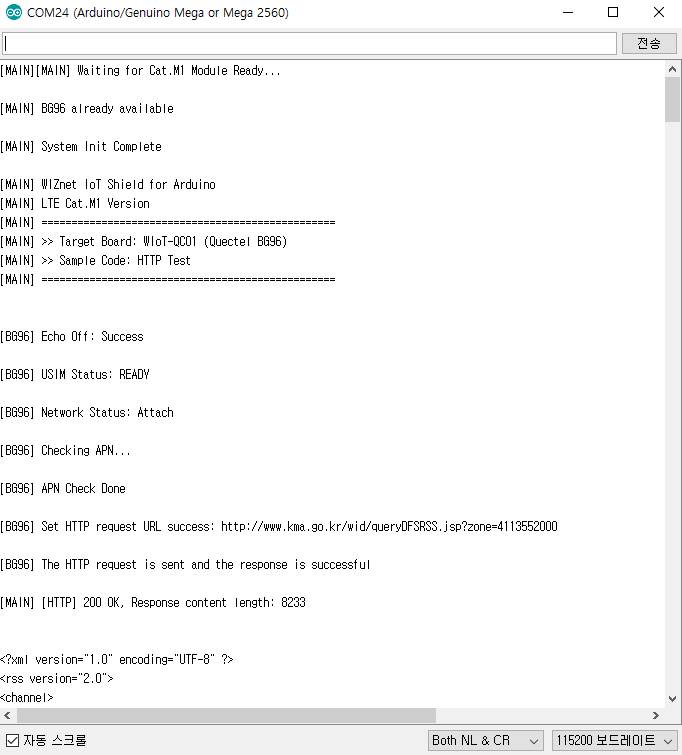 COM24 (Arduino/Genuino Mega or Mega 2560)
전송
[MAIN][MAIN] Waiting for Cat.M1 Module Ready...
[MAIN] BG96 already available
[MAIN] System Init Complete
[MAIN] WIZnet IoT Shield for Arduino
[MAIN] LTE Cat.M1 Version
[MAIN] =================================================
[MAIN] >> Target Board: WIoT-QC01 (Quectel BG96)
[MAIN] >> Sample Code: HTTP Test
[MAIN] =================================================
[BG96] Echo Off: Success
[BG96] USIM Status: READY
[BG96] Network Status: Attach
[BG96] Checking APN...
[BG96] APN Check Done
[BG96] Set HTTP request URL success: http://www.kma.go.kr/wid/queryDFSRSS.jsp?zone=4113552000
[BG96] The HTTP request is sent and the response is successful
[MAIN] [HTTP] 200 OK, Response content length: 8233
<?xml version="1.0" encoding="UTF-8" ?>
<rss version="2.0">
<channel>
자동 스크롤
Both NL & CR
115200 보드레이트